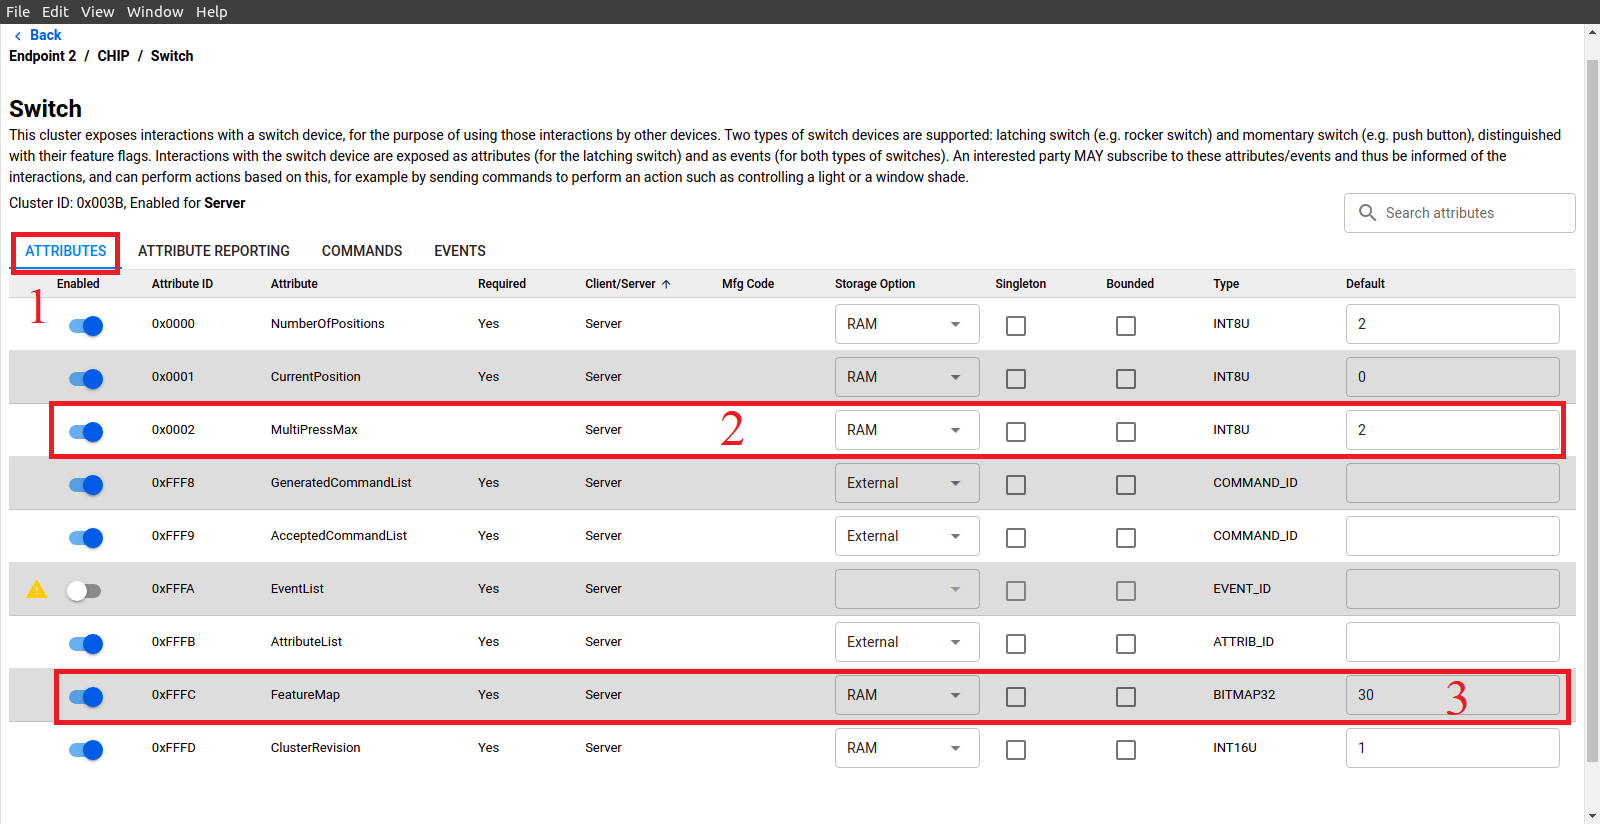 File Edit View Window Help
Back
Endpoint 2 / CHIP / Switch
Switch
This cluster exposes interactions with a switch device, for the purpose of using those interactions by other devices. Two types of switch devices are supported: latching switch (e.g. rocker switch) and momentary switch (e.g. push button), distinguished
with their feature flags. Interactions with the switch device are exposed as attributes (for the latching switch) and as events (for both types of switches). An interested party MAY subscribe to these attributes/events and thus be informed of the
interactions, and can perform actions based on this, for example by sending commands to perform an action such as controlling a light or a window shade.
Cluster ID: 0x003B, Enabled for Server
Search attributes
ATTRIBUTES ATTRIBUTE REPORTING COMMANDS EVENTS
Enabled Attribute ID Attribute Required Client/Server Mfg Code Storage Option Singleton Bounded Type Default
1
0x0000 NumberOfPositions Yes Server RAM INT8U 2
0x0001 CurrentPosition Yes Server RAM INT8U 0
0x0002 MultiPressMax Server 2 RAM INT8U 2
0xFFF8 GeneratedCommandList Yes Server External COMMAND_ID
0xFFF9 AcceptedCommandList Yes Server External COMMAND_ID
0xFFFA EventList Yes Server EVENT_ID
0xFFFB AttributeList Yes Server External ATTRIB_ID
0xFFFC FeatureMap Yes Server RAM BITMAP32 30 3
0xFFFD ClusterRevision Yes Server RAM INT16U 1